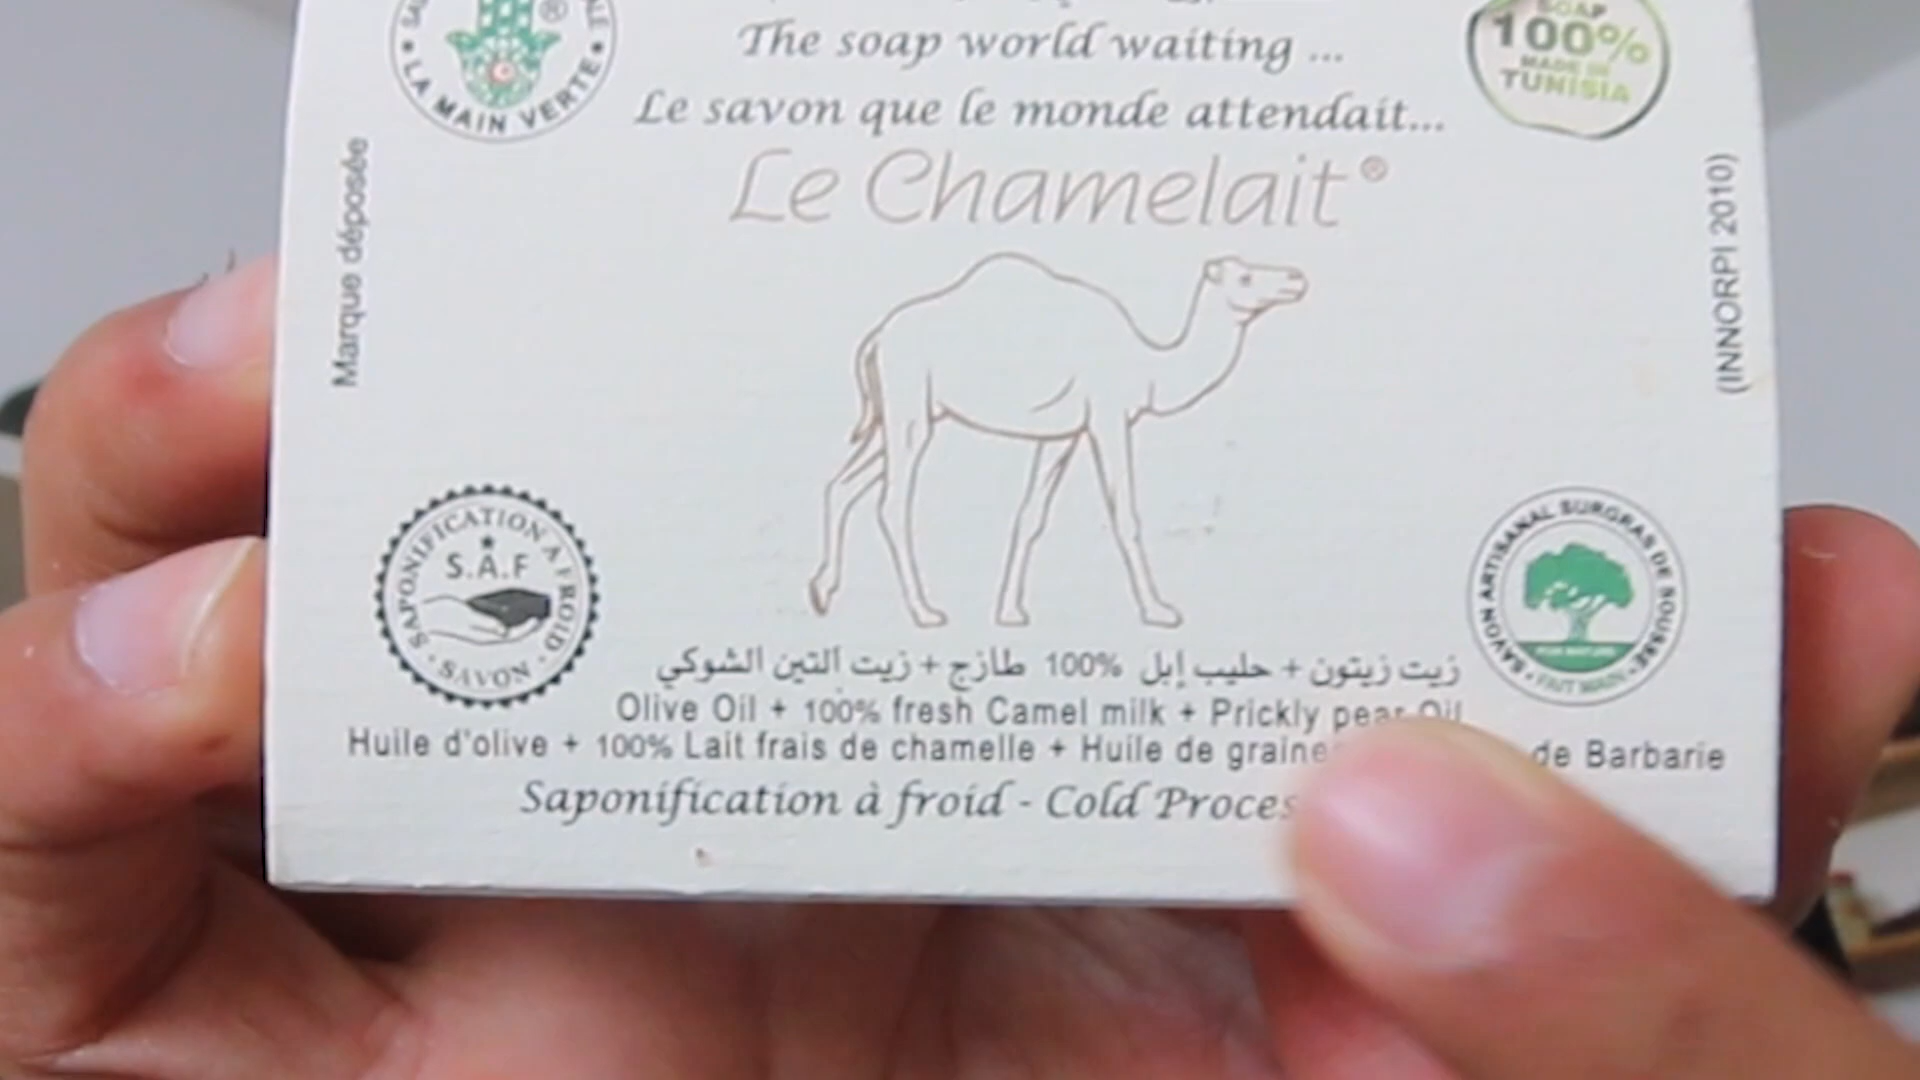 LA MAIN VERTE
®
The soap world waiting ...
Le savon que le monde attendait...
SOAP
100%
MADE IN
TUNISIA
Le Chamelait®
Marque déposée
(INNORPI 2010)
SAPONIFICATION A FROID
S.A.F
SAVON
SAVON ARTISANAL SURGRAS DE SOUSSE
FAIT MAIN
زيت زيتون + حليب إبل 100% طازج + زيت التين الشوكي
Olive Oil + 100% fresh Camel milk + Prickly pear Oil
Huile d'olive + 100% Lait frais de chamelle + Huile de graine de Barbarie
Saponification à froid - Cold Proces